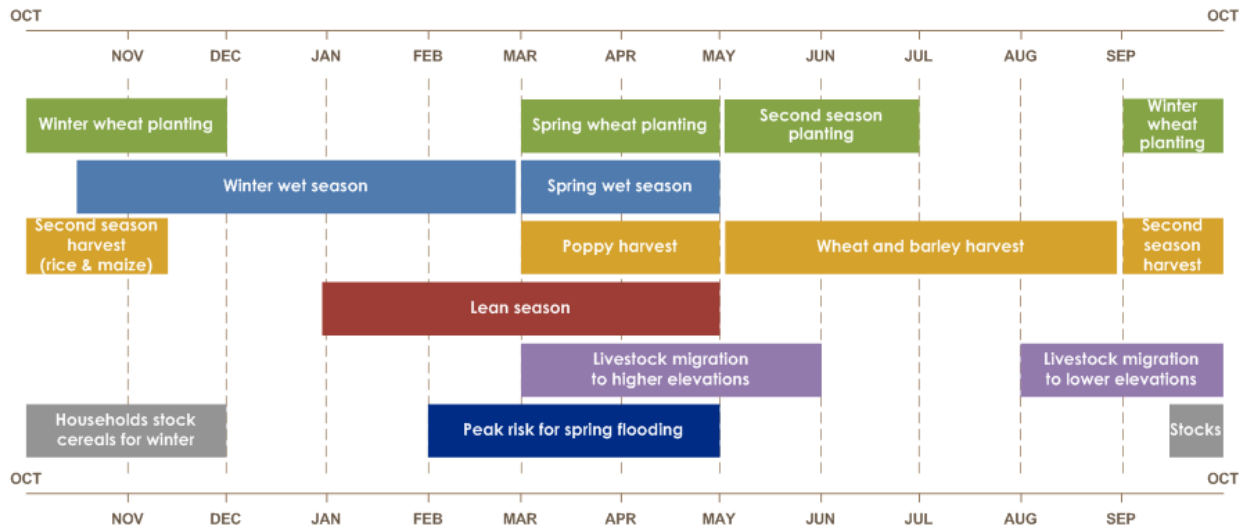 OCT OCT
NOV DEC JAN FEB MAR APR MAY JUN JUL AUG SEP
Winter wheat planting
Spring wheat planting
Second season
planting
Winter
wheat
planting
Winter wet season
Spring wet season
Second season
harvest
(rice & maize)
Poppy harvest
Wheat and barley harvest
Second
season
harvest
Lean season
Livestock migration
to higher elevations
Livestock migration
to lower elevations
Households stock
cereals for winter
Peak risk for spring flooding
Stocks
OCT OCT
NOV DEC JAN FEB MAR APR MAY JUN JUL AUG SEP